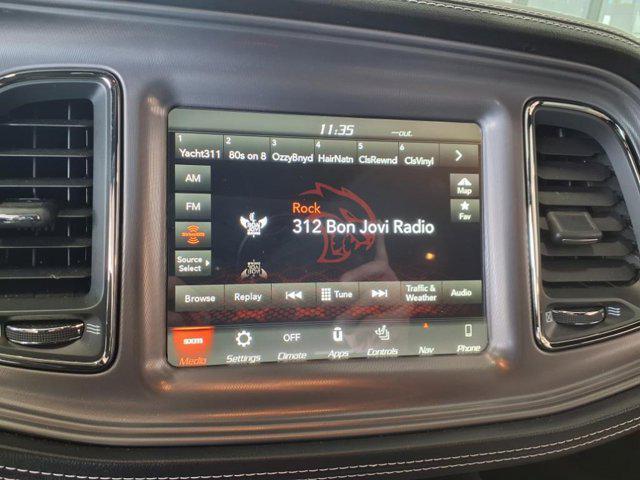 11:35 --out.
1 2 3 4 5 6
Yacht311 80s on 8 OzzyBnyd HairNatn ClsRewnd ClsVinyl
AM
Map
FM
Rock
Fav
312 Bon Jovi Radio
Source
Select
Browse Replay Tune Traffic &
Weather Audio
OFF
Media Settings Climate Apps Controls Nav Phone